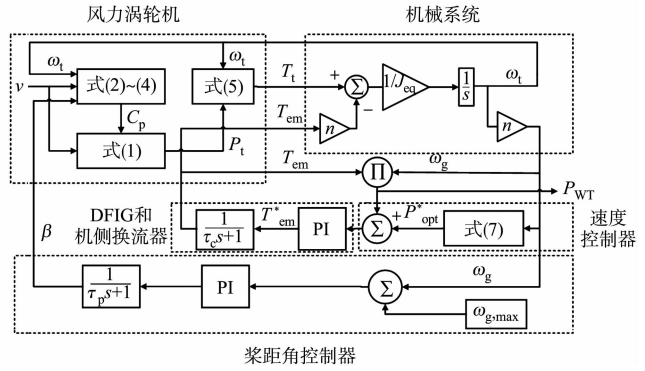 风力涡轮机
机械系统
ωt
ωt
ωt
v
式(2)~(4)
式(5)
Tt
+
Σ
−
1/Jeq
1/s
Cp
式(1)
Pt
Tem
n
n
Tem
Π
ωg
PWT
DFIG和
机侧换流器
β
1/(τcs+1)
T*em
PI
Σ
+
P*opt
式(7)
速度
控制器
1/(τps+1)
PI
Σ
ωg
ωg,max
桨距角控制器